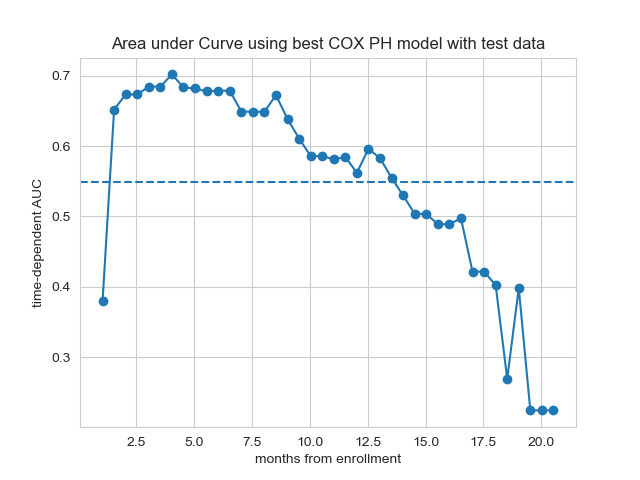 Area under Curve using best COX PH model with test data
time-dependent AUC
0.7
0.6
0.5
0.4
0.3
2.5 5.0 7.5 10.0 12.5 15.0 17.5 20.0
months from enrollment